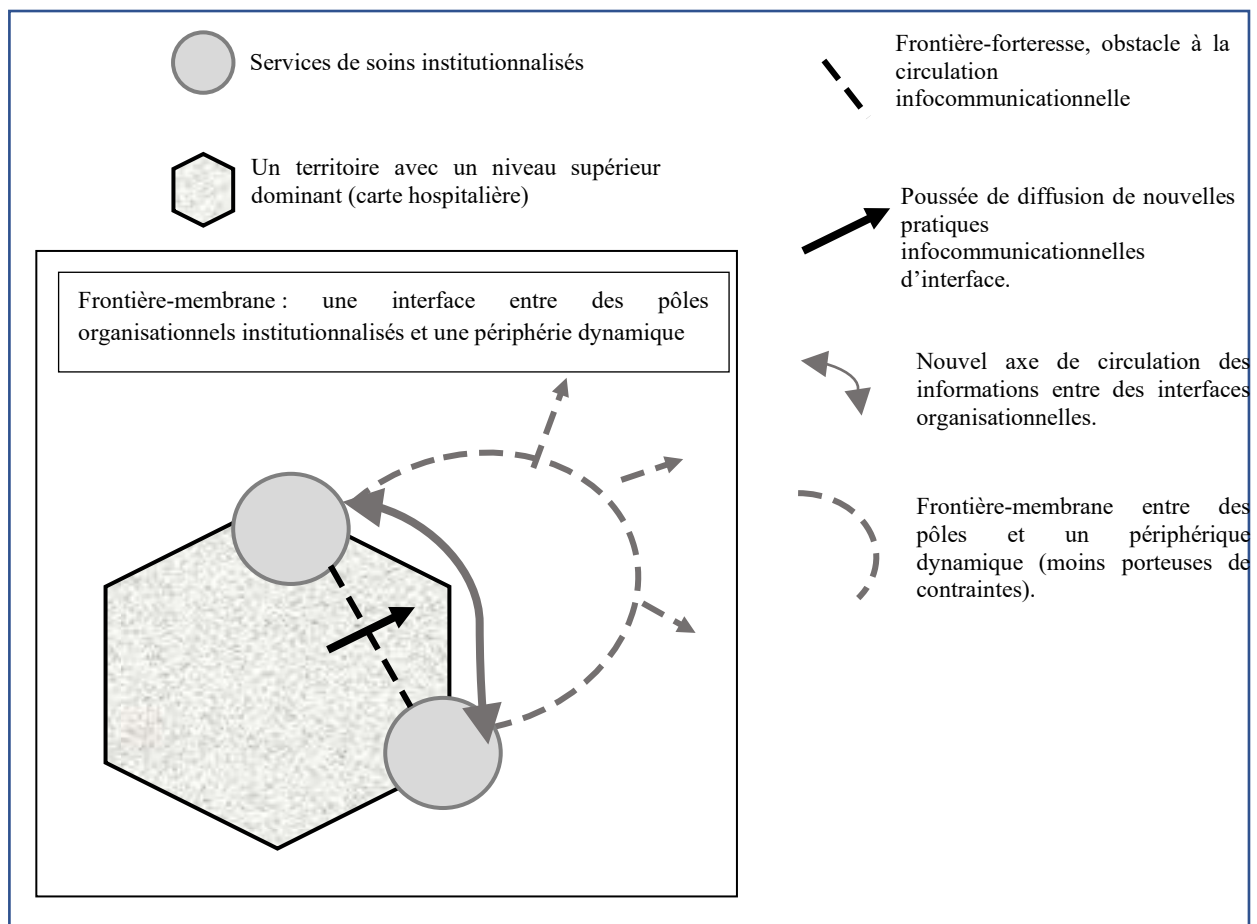 Services de soins institutionnalisés
Un territoire avec un niveau supérieur
dominant (carte hospitalière)
Frontière-membrane : une interface entre des pôles
organisationnels institutionnalisés et une périphérie dynamique
Frontière-forteresse, obstacle à la
circulation
infocommunicationnelle
Poussée de diffusion de nouvelles
pratiques
infocommunicationnelles
d’interface.
Nouvel axe de circulation des
informations entre des interfaces
organisationnelles.
Frontière-membrane entre des
pôles et un périphérique
dynamique (moins porteuses de
contraintes).